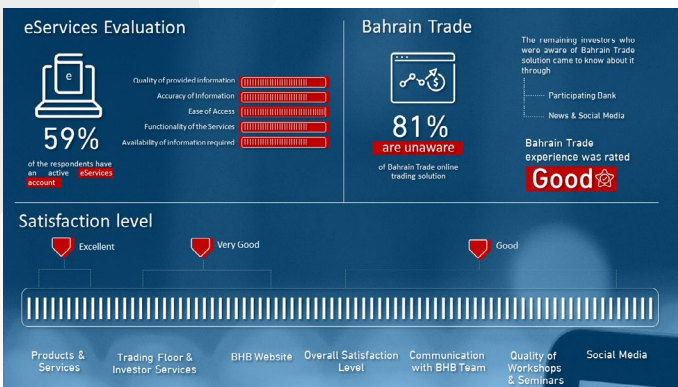 eServices Evaluation
e
59%
of the respondents have
an active eServices
account
Quality of provided information
Accuracy of Information
Ease of Access
Functionality of the Services
Availability of information required
Bahrain Trade
$
81%
are unaware
of Bahrain Trade online
trading solution
The remaining investors who
were aware of Bahrain Trade
solution came to know about it
through
Participating Bank
News & Social Media
Bahrain Trade
experience was rated
Good
Satisfaction level
Excellent
Very Good
Good
Products &
Services
Trading Floor &
Investor Services
BHB Website
Overall Satisfaction
Level
Communication
with BHB Team
Quality of
Workshops
& Seminars
Social Media